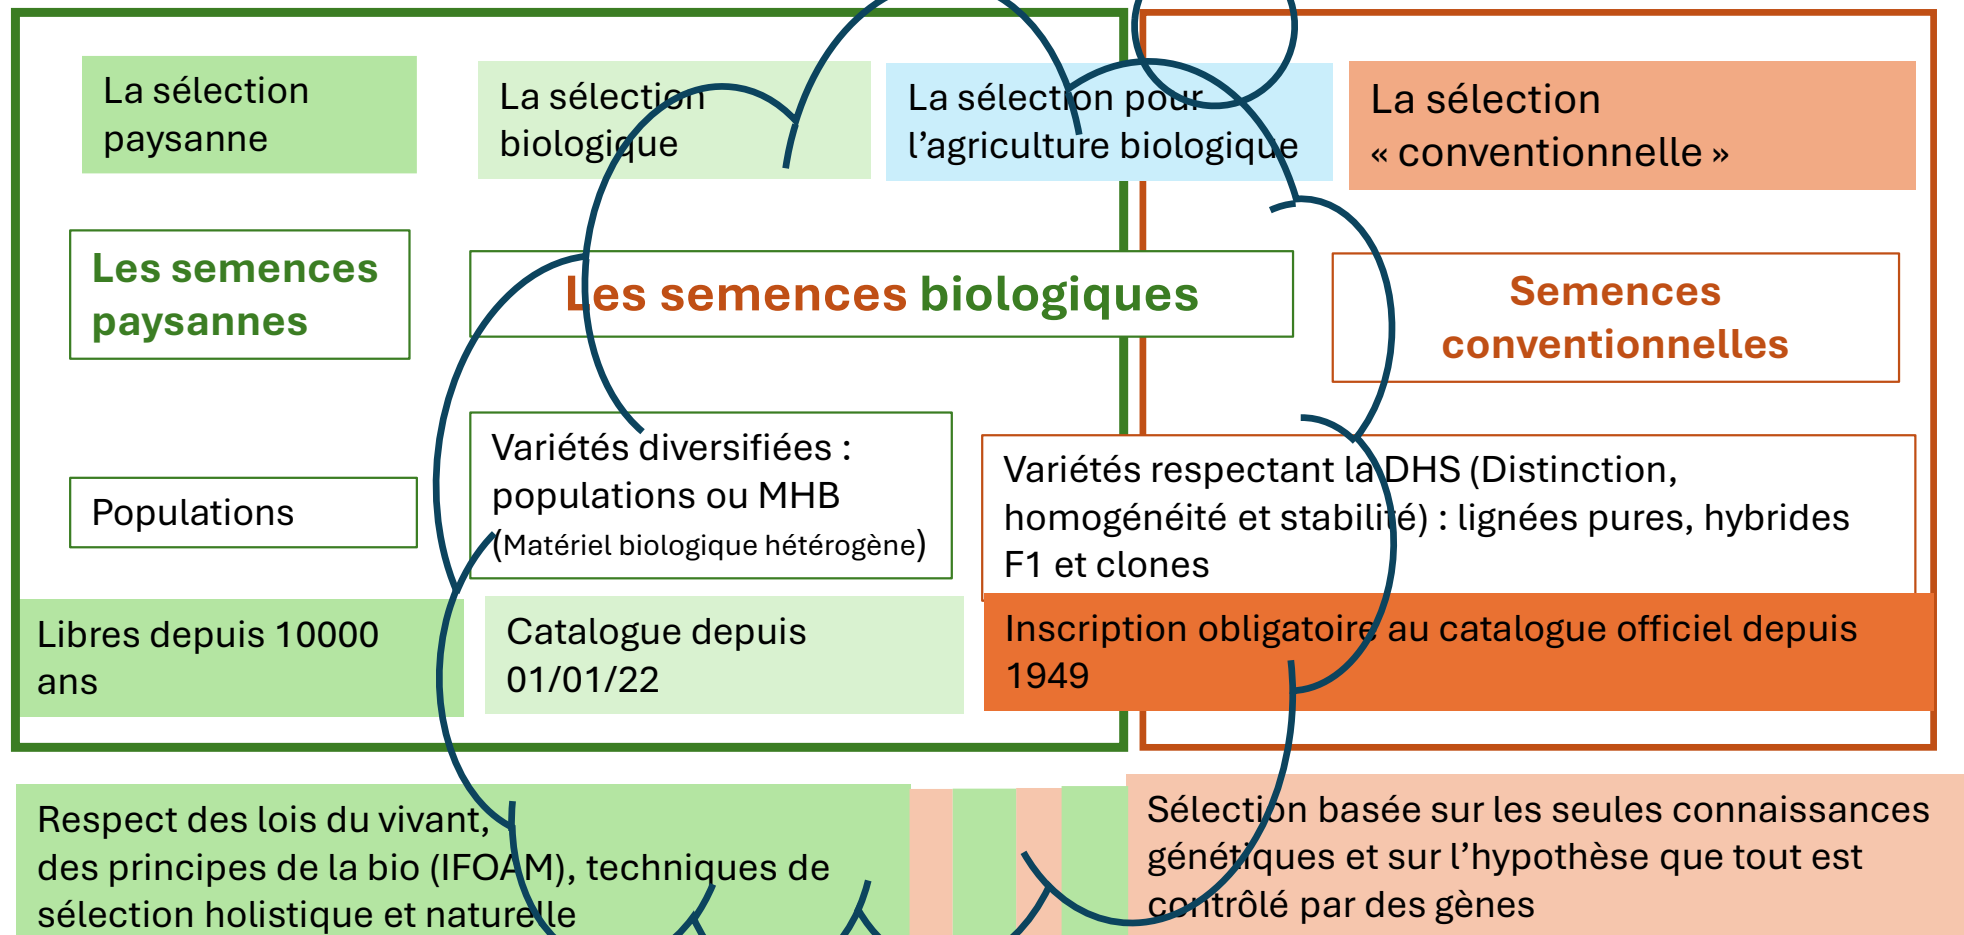 La sélection
paysanne
La sélection
biologique
La sélection pour
l’agriculture biologique
La sélection
« conventionnelle »
Les semences
paysannes
Les semences biologiques
Semences
conventionnelles
Populations
Variétés diversifiées :
populations ou MHB
(Matériel biologique hétérogène)
Variétés respectant la DHS (Distinction,
homogénéité et stabilité) : lignées pures, hybrides
F1 et clones
Libres depuis 10000
ans
Catalogue depuis
01/01/22
Inscription obligatoire au catalogue officiel depuis
1949
Respect des lois du vivant,
des principes de la bio (IFOAM), techniques de
sélection holistique et naturelle
Sélection basée sur les seules connaissances
génétiques et sur l’hypothèse que tout est
contrôlé par des gènes